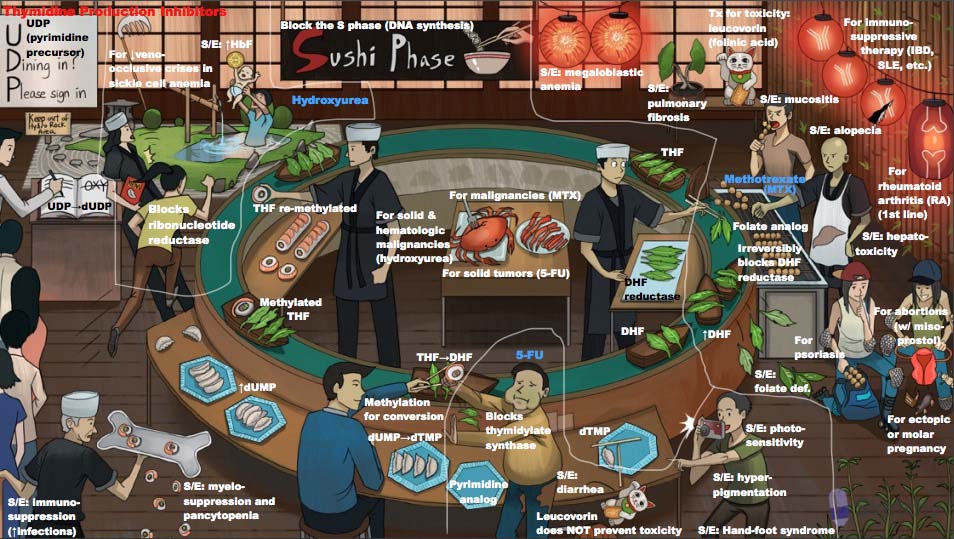 Thymidine Production Inhibitors
UDP
(pyrimidine
precursor)
UDP
Dining in?
Please sign in
Keep out of
Hydro Rock
Area
OXY
UDP→dUDP
For ↓veno-
occlusive crises in
sickle cell anemia
S/E: ↑HbF
Block the S phase (DNA synthesis)
Sushi Phase
Hydroxyurea
Blocks
ribonucleotide
reductase
THF re-methylated
For solid &
hematologic
malignancies
(hydroxyurea)
For malignancies (MTX)
For solid tumors (5-FU)
S/E: megaloblastic
anemia
Tx for toxicity:
leucovorin
(folinic acid)
S/E:
pulmonary
fibrosis
For immuno-
suppressive
therapy (IBD,
SLE, etc.)
S/E: mucositis
S/E: alopecia
For
rheumatoid
arthritis (RA)
(1st line)
THF
Methotrexate
(MTX)
Folate analog
Irreversibly
blocks DHF
reductase
S/E: hepato-
toxicity
DHF
reductase
DHF
↑DHF
For
psoriasis
For abortions
(w/ miso-
prostol)
S/E:
folate def.
For ectopic
or molar
pregnancy
Methylated
THF
THF→DHF
5-FU
↑dUMP
Methylation
for conversion
dUMP→dTMP
Blocks
thymidylate
synthase
dTMP
Pyrimidine
analog
S/E:
diarrhea
Leucovorin
does NOT prevent toxicity
S/E: photo-
sensitivity
S/E: hyper-
pigmentation
S/E: Hand-foot syndrome
S/E: Immuno-
suppression
(↑infections)
S/E: myelo-
suppression and
pancytopenia